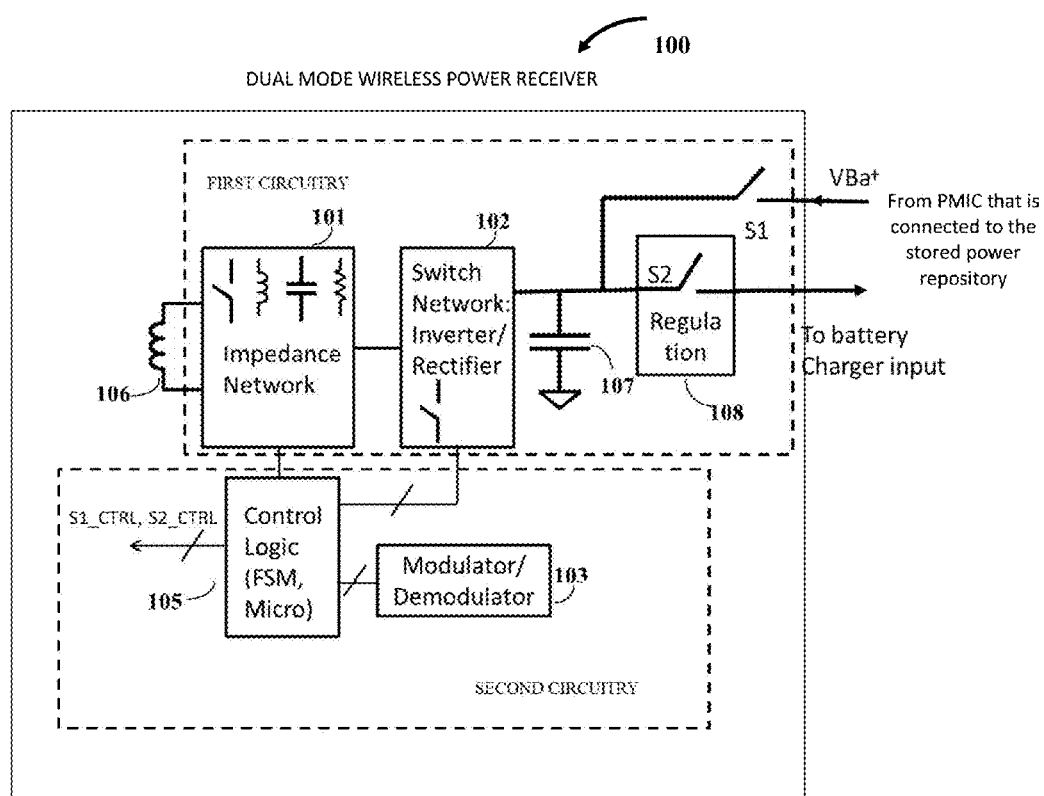 100
DUAL MODE WIRELESS POWER RECEIVER
FIRST CIRCUITRY
101
102
Impedance
Network
Switch
Network:
Inverter/
Rectifier
106
107
S1
S2
Regula
tion
108
VBat
From PMIC that is
connected to the
stored power
repository
To battery
Charger input
S1_CTRL, S2_CTRL
105
Control
Logic
(FSM,
Micro)
Modulator/
Demodulator
103
SECOND CIRCUITRY